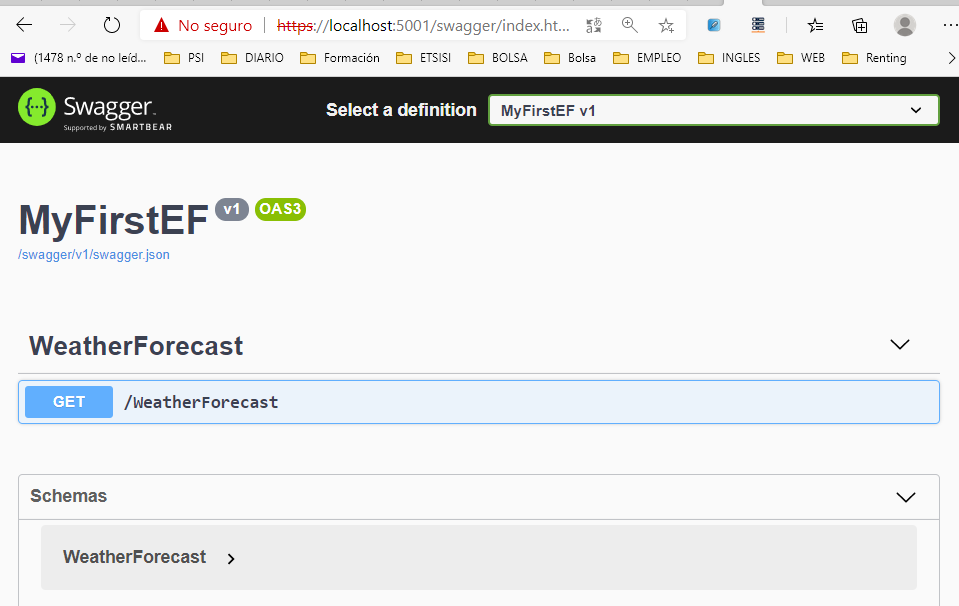 No seguro https://localhost:5001/swagger/index.ht...
(1478 n.º de no leíd... PSI DIARIO Formación ETSISI BOLSA Bolsa EMPLEO INGLES WEB Renting
Swagger. Select a definition MyFirstEF v1
Supported by SMARTBEAR
MyFirstEF v1 OAS3
/swagger/v1/swagger.json
WeatherForecast
GET /WeatherForecast
Schemas
WeatherForecast